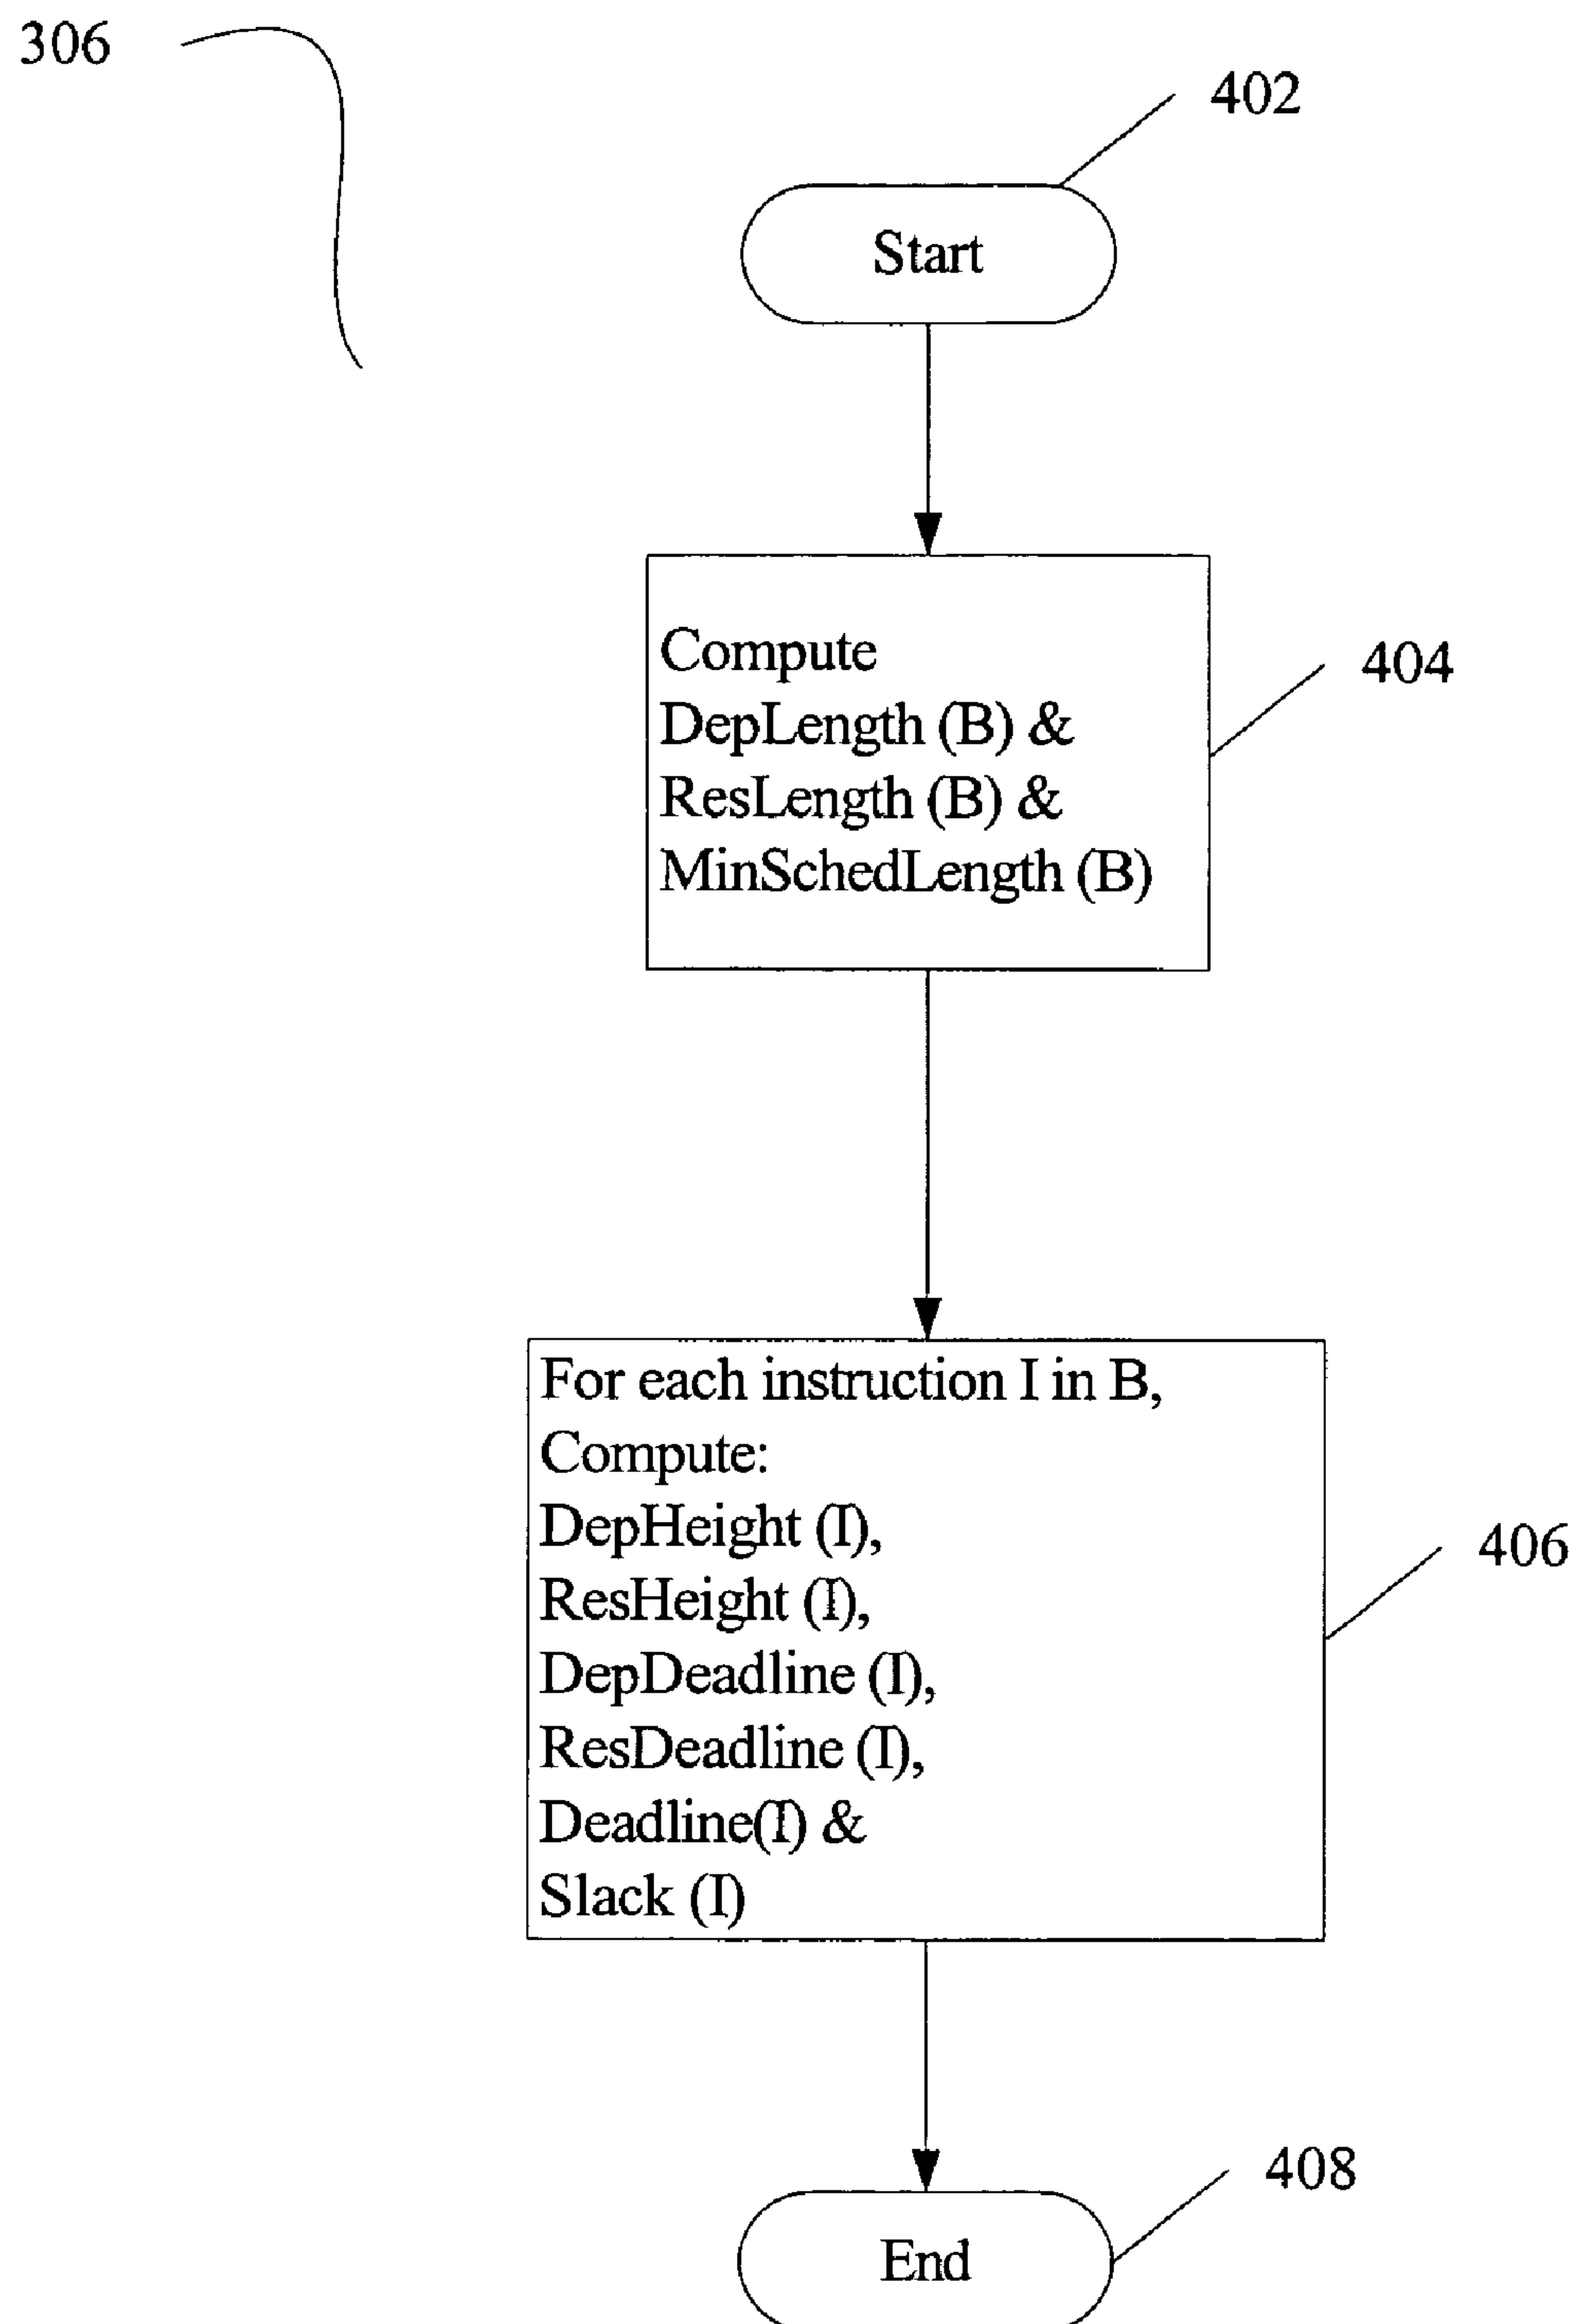 306
402
Start
Compute
DepLength (B) &
ResLength (B) &
MinSchedLength (B)
404
For each instruction I in B,
Compute:
DepHeight (I),
ResHeight (I),
DepDeadline (I),
ResDeadline (I),
Deadline(I) &
Slack (I)
406
408
End